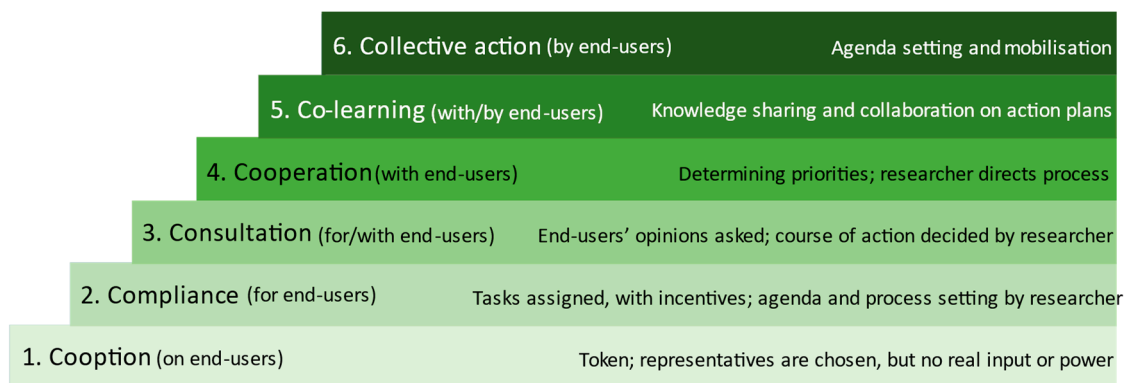 6. Collective action (by end-users) Agenda setting and mobilisation
5. Co-learning (with/by end-users) Knowledge sharing and collaboration on action plans
4. Cooperation (with end-users) Determining priorities; researcher directs process
3. Consultation (for/with end-users) End-users' opinions asked; course of action decided by researcher
2. Compliance (for end-users) Tasks assigned, with incentives; agenda and process setting by researcher
1. Cooption (on end-users) Token; representatives are chosen, but no real input or power